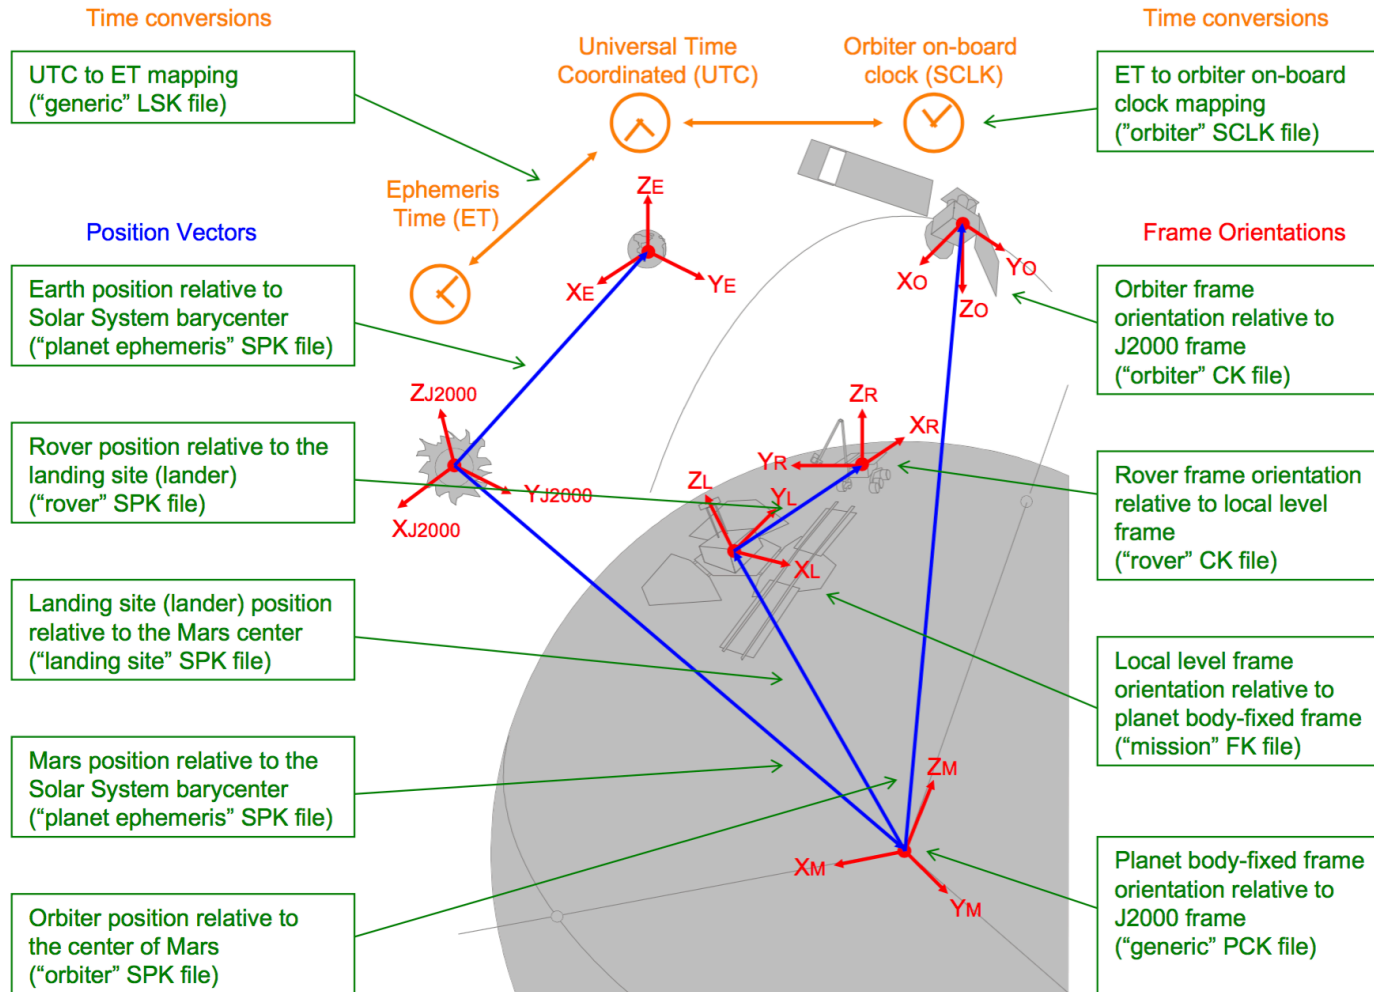 Time conversions
UTC to ET mapping
(“generic” LSK file)
Position Vectors
Earth position relative to
Solar System barycenter
(“planet ephemeris” SPK file)
Rover position relative to the
landing site (lander)
(“rover” SPK file)
Landing site (lander) position
relative to the Mars center
(“landing site” SPK file)
Mars position relative to the
Solar System barycenter
(“planet ephemeris” SPK file)
Orbiter position relative to
the center of Mars
(“orbiter” SPK file)
Universal Time
Coordinated (UTC)
Orbiter on-board
clock (SCLK)
Ephemeris
Time (ET)
ZE
XE
YE
XO
YO
ZO
ZJ2000
YJ2000
XJ2000
ZR
XR
YR
ZL
YL
XL
ZM
XM
YM
Time conversions
ET to orbiter on-board
clock mapping
(”orbiter” SCLK file)
Frame Orientations
Orbiter frame
orientation relative to
J2000 frame
(“orbiter” CK file)
Rover frame orientation
relative to local level
frame
(“rover” CK file)
Local level frame
orientation relative to
planet body-fixed frame
(“mission” FK file)
Planet body-fixed frame
orientation relative to
J2000 frame
(“generic” PCK file)